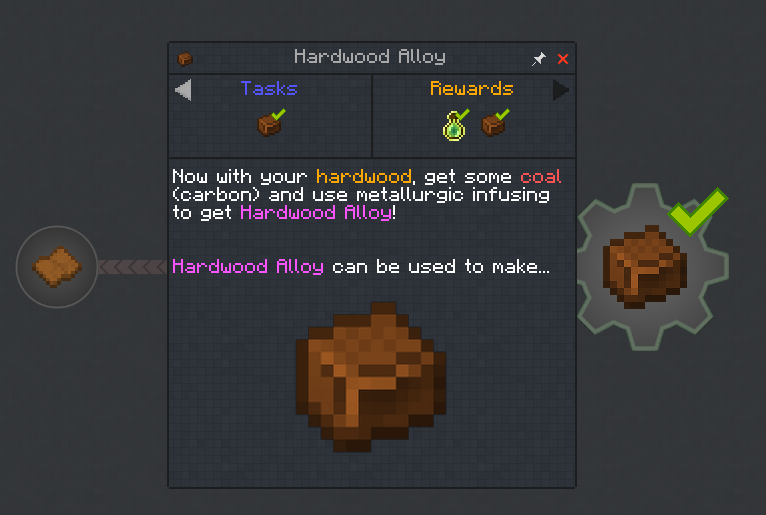 Hardwood Alloy
Tasks
Rewards
Now with your hardwood, get some coal
(carbon) and use metallurgic infusing
to get Hardwood Alloy!
Hardwood Alloy can be used to make...